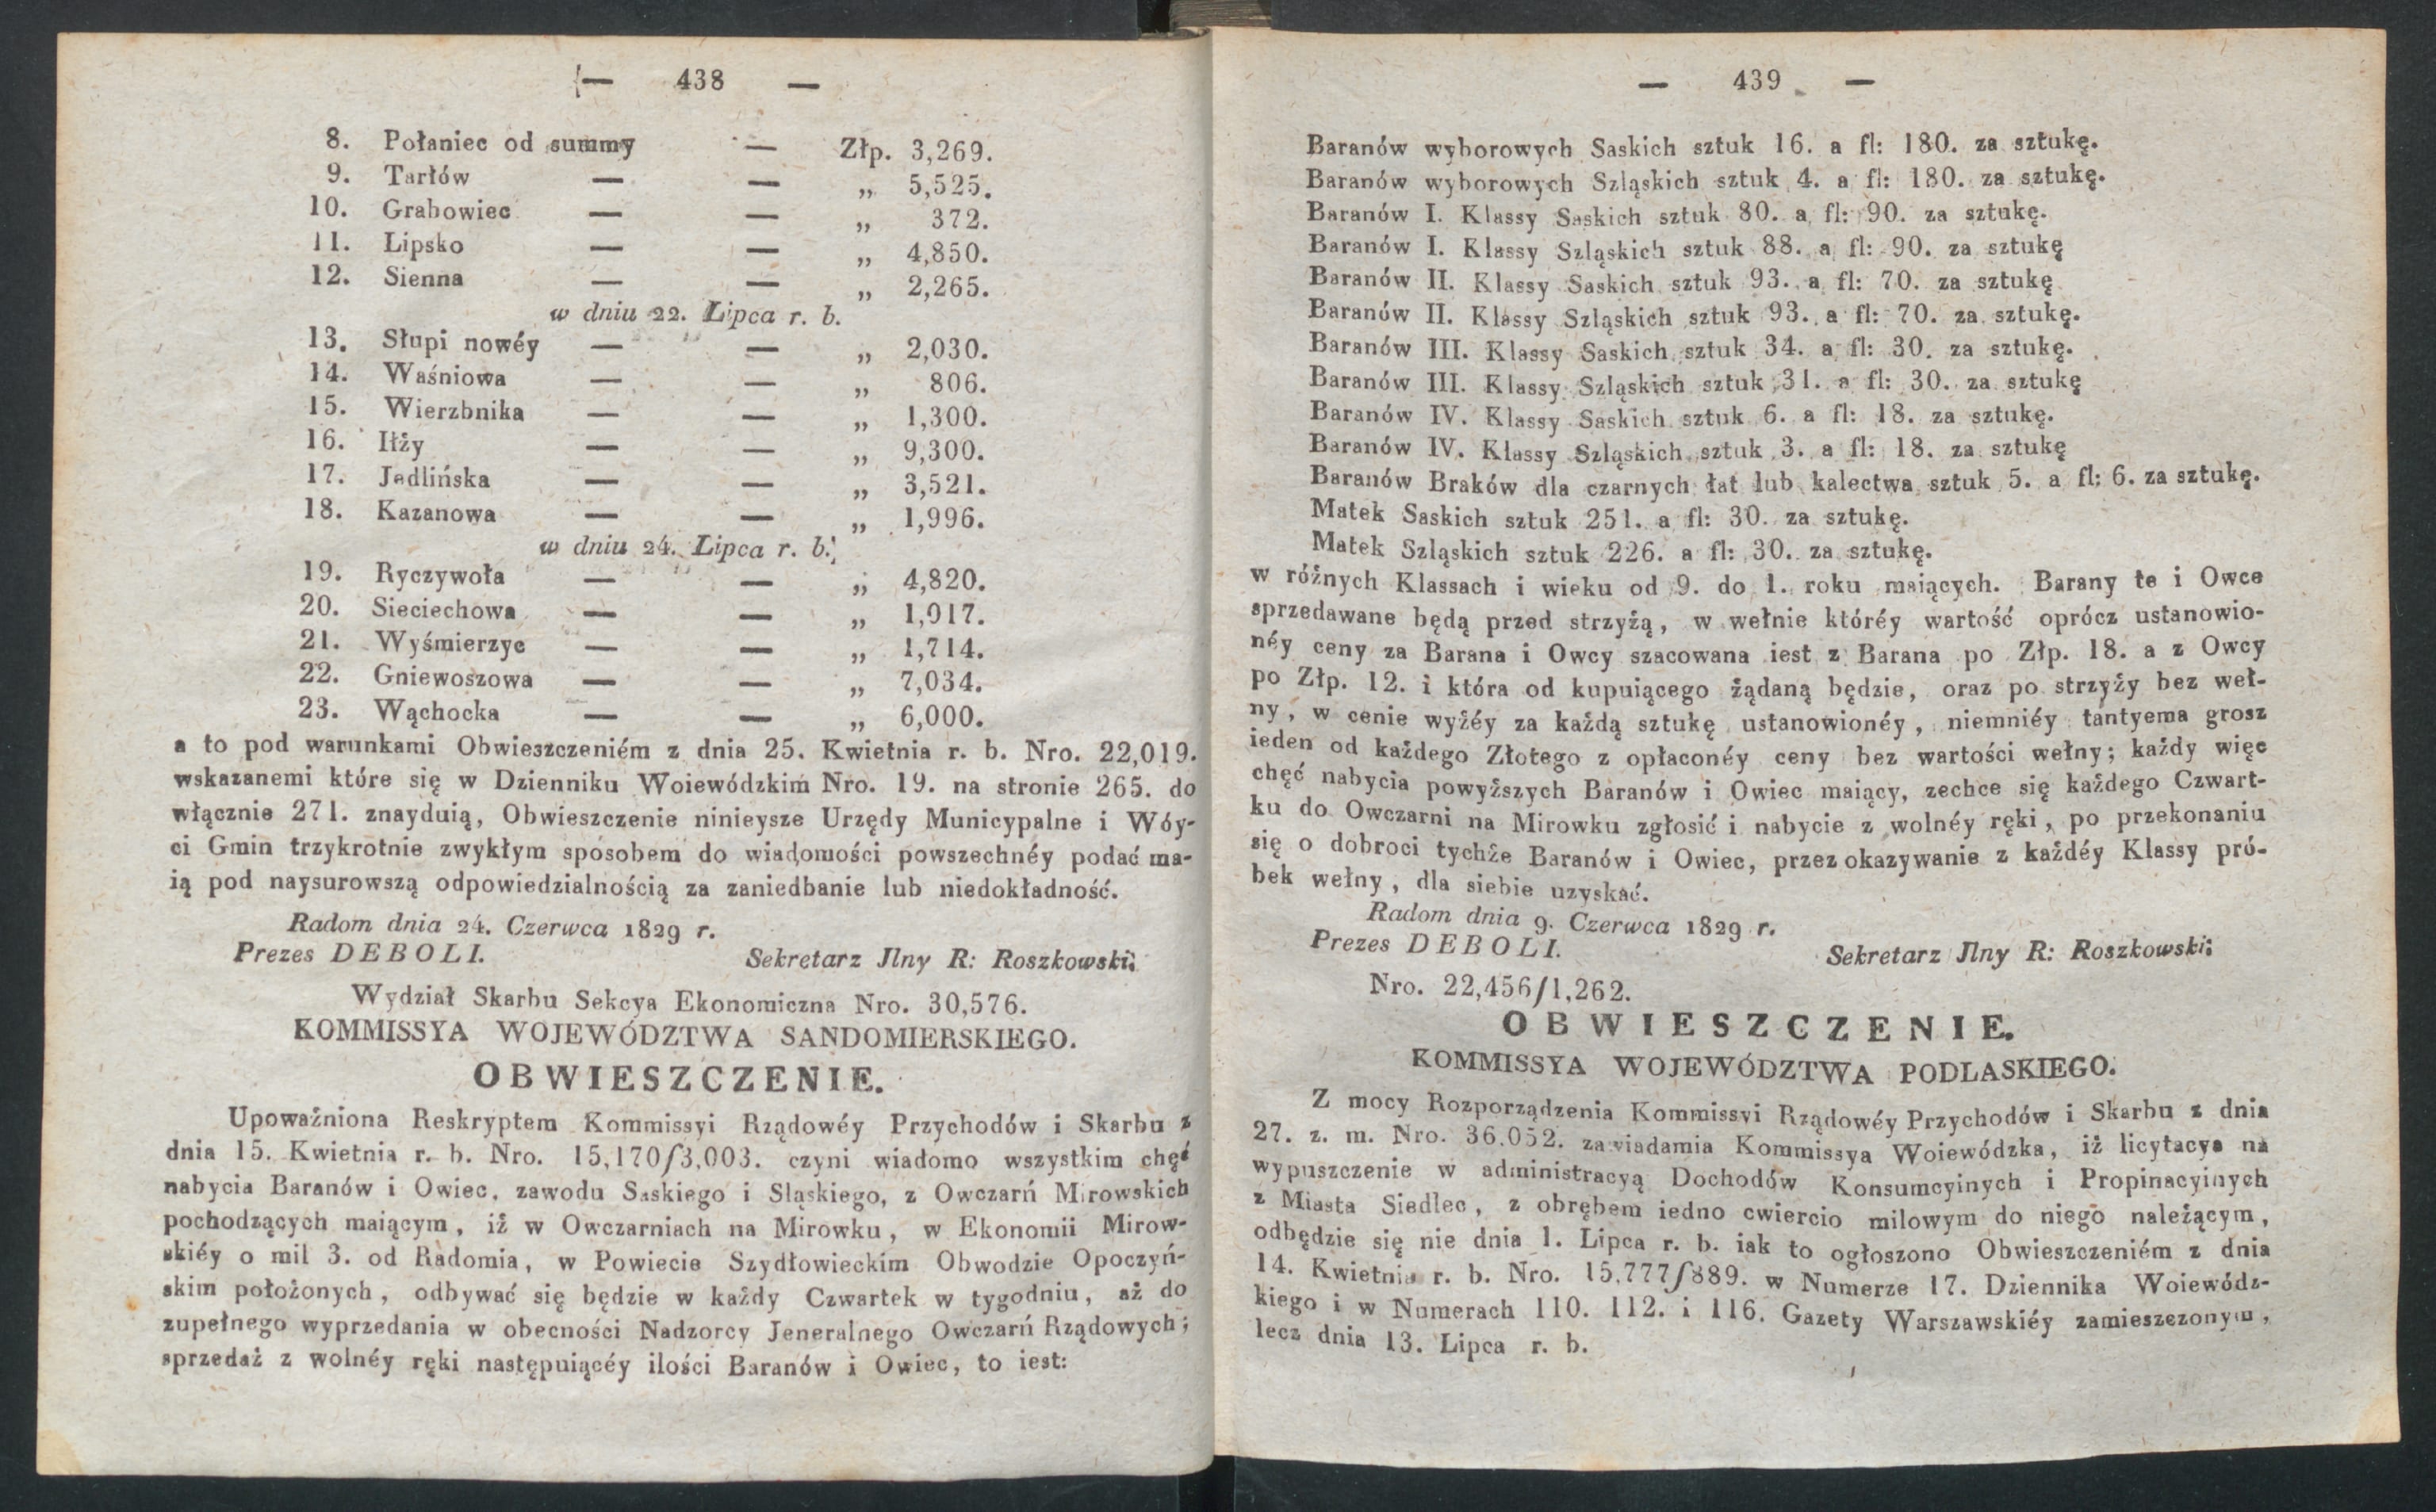 — 438 —
8. Połaniec od summy — Złp. 3,269.
9. Tarłów — — „ 5,525.
10. Grabowiec — — „ 372.
11. Lipsko — — „ 4,850.
12. Sienna — — „ 2,265.
w dniu 22. Lipca r. b.
13. Słupi nowéy — — „ 2,030.
14. Waśniowa — — „ 806.
15. Wierzbnika — — „ 1,300.
16. Iłży — — „ 9,300.
17. Jedlińska — — „ 3,521.
18. Kazanowa — — „ 1,996.
w dniu 24. Lipca r. b.
19. Ryczywoła — — „ 4,820.
20. Sieciechowa — — „ 1,917.
21. Wyśmierzyc — — „ 1,714.
22. Gniewoszowa — — „ 7,034.
23. Wąchocka — — „ 6,000.
a to pod warunkami Obwieszczeniém z dnia 25. Kwietnia r. b. Nro. 22,019.
wskazanemi które się w Dzienniku Woiewódzkim Nro. 19. na stronie 265. do
włącznie 271. znayduią, Obwieszczenie ninieysze Urzędy Municypalne i Wóy-
ci Gmin trzykrotnie zwykłym sposobem do wiadomości powszechnéy podać ma-
ią pod naysurowszą odpowiedzialnością za zaniedbanie lub niedokładność.
Radom dnia 24. Czerwca 1829 r.
Prezes DEBOLI. Sekretarz Jlny R: Roszkowski:
Wydział Skarbu Sekcya Ekonomiczna Nro. 30,576.
KOMMISSYA WOJEWÓDZTWA SANDOMIERSKIEGO.
OBWIESZCZENIE.
Upoważniona Reskryptem Kommissyi Rządowéy Przychodów i Skarbu z
dnia 15. Kwietnia r. b. Nro. 15,170/3,003. czyni wiadomo wszystkim chęć
nabycia Baranów i Owiec, zawodu Saskiego i Sląskiego, z Owczarń Mirowskich
pochodzących maiącym, iż w Owczarniach na Mirowku, w Ekonomii Mirow-
skiéy o mil 3. od Radomia, w Powiecie Szydłowieckim Obwodzie Opoczyń-
skim położonych, odbywać się będzie w każdy Czwartek w tygodniu, aż do
zupełnego wyprzedania w obecności Nadzorcy Jeneralnego Owczarń Rządowych;
sprzedaż z wolnéy ręki następuiącéy ilości Baranów i Owiec, to iest:
— 439 —
Baranów wyborowych Saskich sztuk 16. a fl: 180. za sztukę.
Baranów wyborowych Szląskich sztuk 4. a fl: 180. za sztukę.
Baranów I. Klassy Saskich sztuk 80. a fl: 90. za sztukę.
Baranów I. Klassy Szląskich sztuk 88. a fl: 90. za sztukę
Baranów II. Klassy Saskich sztuk 93. a fl: 70. za sztukę
Baranów II. Klassy Szląskich sztuk 93. a fl: 70. za sztukę.
Baranów III. Klassy Saskich sztuk 34. a fl: 30. za sztukę.
Baranów III. Klassy Szląskich sztuk 31. a fl: 30. za sztukę
Baranów IV. Klassy Saskich sztuk 6. a fl: 18. za sztukę.
Baranów IV. Klassy Szląskich sztuk 3. a fl: 18. za sztukę
Baranów Braków dla czarnych łat lub kalectwa sztuk 5. a fl: 6. za sztukę.
Matek Saskich sztuk 251. a fl: 30. za sztukę.
Matek Szląskich sztuk 226. a fl: 30. za sztukę.
w różnych Klassach i wieku od 9. do 1. roku maiących. Barany te i Owce
sprzedawane będą przed strzyżą, w wełnie któréy wartość oprócz ustanowio-
néy ceny za Barana i Owcy szacowana iest z Barana po Złp. 18. a z Owcy
po Złp. 12. i która od kupuiącego żądaną będzie, oraz po strzyży bez weł-
ny, w cenie wyżéy za każdą sztukę ustanowionéy, niemniéy tantyema grosz
ieden od każdego Złotego z opłaconéy ceny bez wartości wełny; każdy więc
chęć nabycia powyższych Baranów i Owiec maiący, zechce się każdego Czwart-
ku do Owczarni na Mirowku zgłosić i nabycie z wolnéy ręki, po przekonaniu
się o dobroci tychże Baranów i Owiec, przez okazywanie z każdéy Klassy pró-
bek wełny, dla siebie uzyskać.
Radom dnia 9. Czerwca 1829 r.
Prezes DEBOLI. Sekretarz Jlny R: Roszkowski:
Nro. 22,456/1,262.
OBWIESZCZENIE.
KOMMISSYA WOJEWÓDZTWA PODLASKIEGO.
Z mocy Rozporządzenia Kommissyi Rządowéy Przychodów i Skarbu z dnia
27. z. m. Nro. 36,052. zawiadamia Kommissya Woiewódzka, iż licytacya na
wypuszczenie w administracyą Dochodów Konsumcyinych i Propinacyinych
z Miasta Siedlec, z obrębem iedno cwiercio milowym do niego należącym,
odbędzie się nie dnia 1. Lipca r. b. iak to ogłoszono Obwieszczeniém z dnia
14. Kwietnia r. b. Nro. 15,777/889. w Numerze 17. Dziennika Woiewódz-
kiego i w Numerach 110. 112. i 116. Gazety Warszawskiéy zamieszczonym,
lecz dnia 13. Lipca r. b.